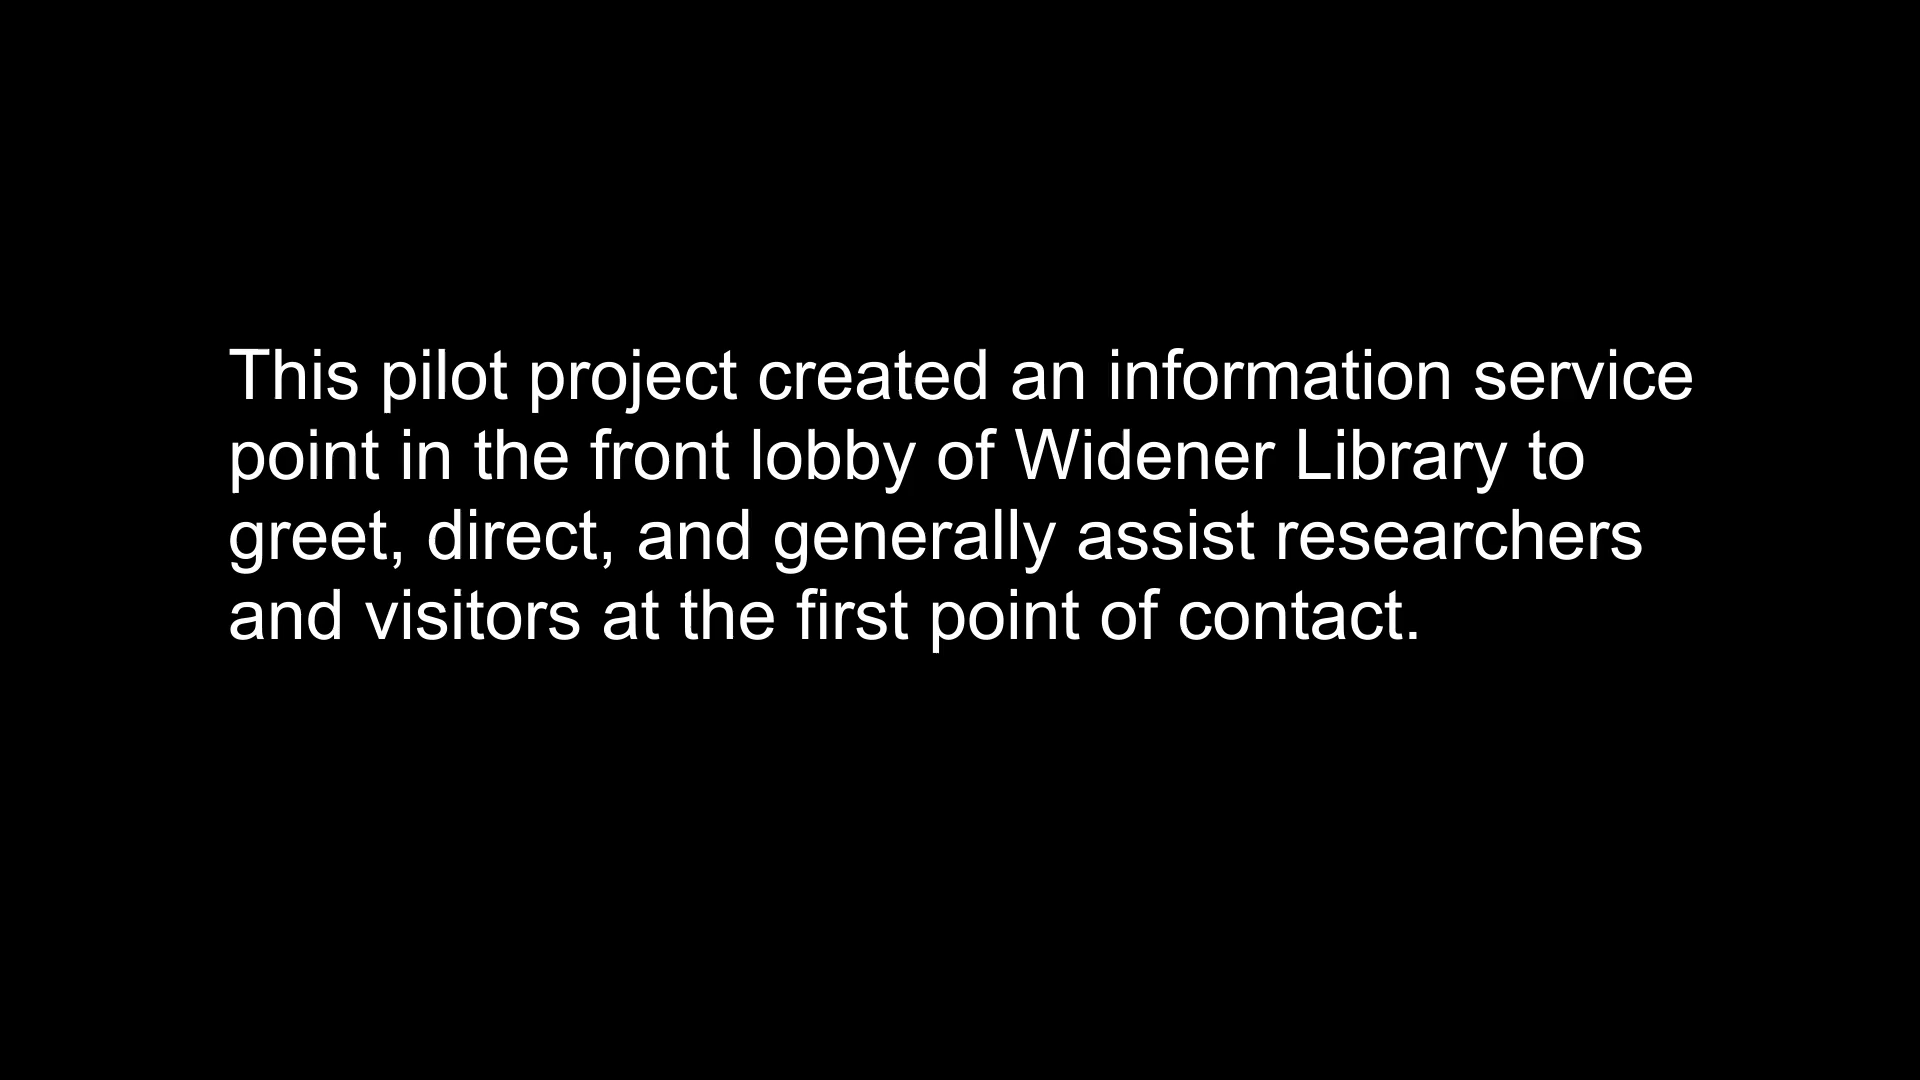 This pilot project created an information service
point in the front lobby of Widener Library to
greet, direct, and generally assist researchers
and visitors at the first point of contact.